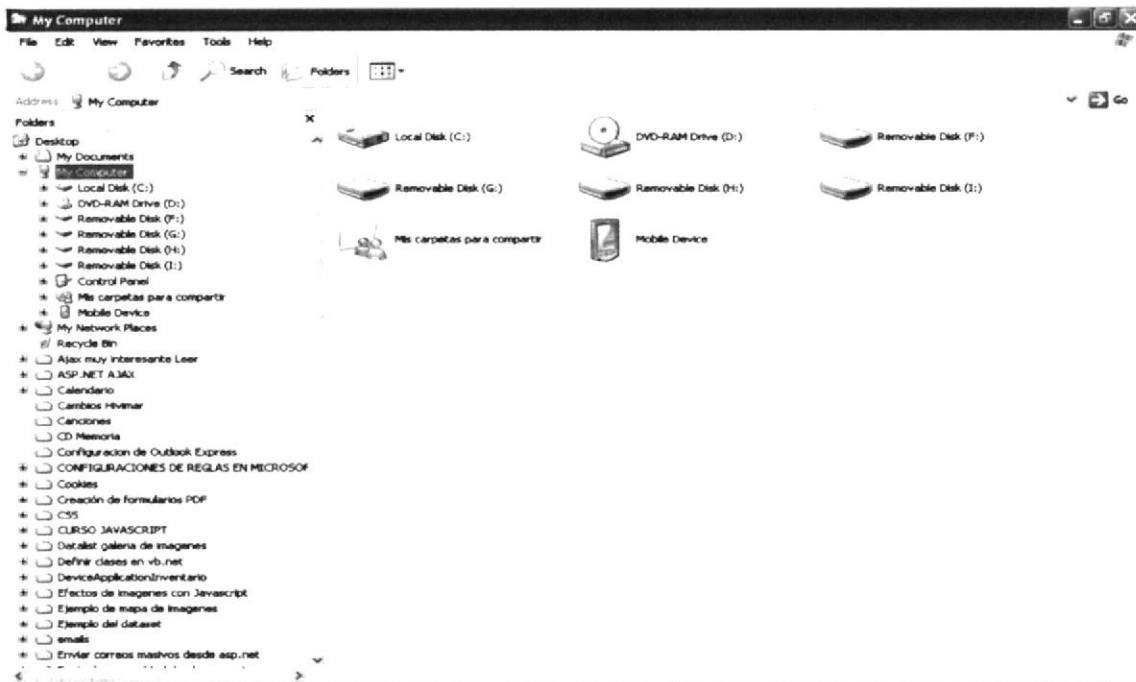 My Computer
File Edit View Favorites Tools Help
Search Folders
Address My Computer Go
Folders
Desktop
My Documents
My Computer
Local Disk (C:)
DVD-RAM Drive (D:)
Removable Disk (F:)
Removable Disk (G:)
Removable Disk (H:)
Removable Disk (I:)
Control Panel
Mis carpetas para compartir
Mobile Device
My Network Places
Recycle Bin
Ajax muy interesante Leer
ASP.NET AJAX
Calendario
Cambios Hivimar
Canciones
CD Memoria
Configuracion de Outlook Express
CONFIGURACIONES DE REGLAS EN MICROSOF
Cookies
Creación de formularios PDF
CSS
CURSO JAVASCRIPT
Datalist galeria de imagenes
Definir clases en vb.net
DeviceApplicationInventario
Efectos de imagenes con Javascript
Ejemplo de mapa de imagenes
Ejemplo del dataset
emails
Enviar correos masivos desde asp.net
Local Disk (C:) DVD-RAM Drive (D:) Removable Disk (F:)
Removable Disk (G:) Removable Disk (H:) Removable Disk (I:)
Mis carpetas para compartir Mobile Device